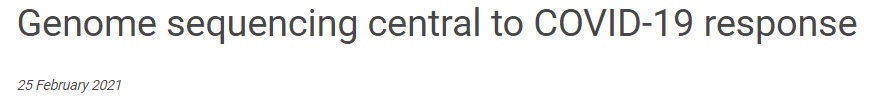 Genome sequencing central to COVID-19 response
25 February 2021